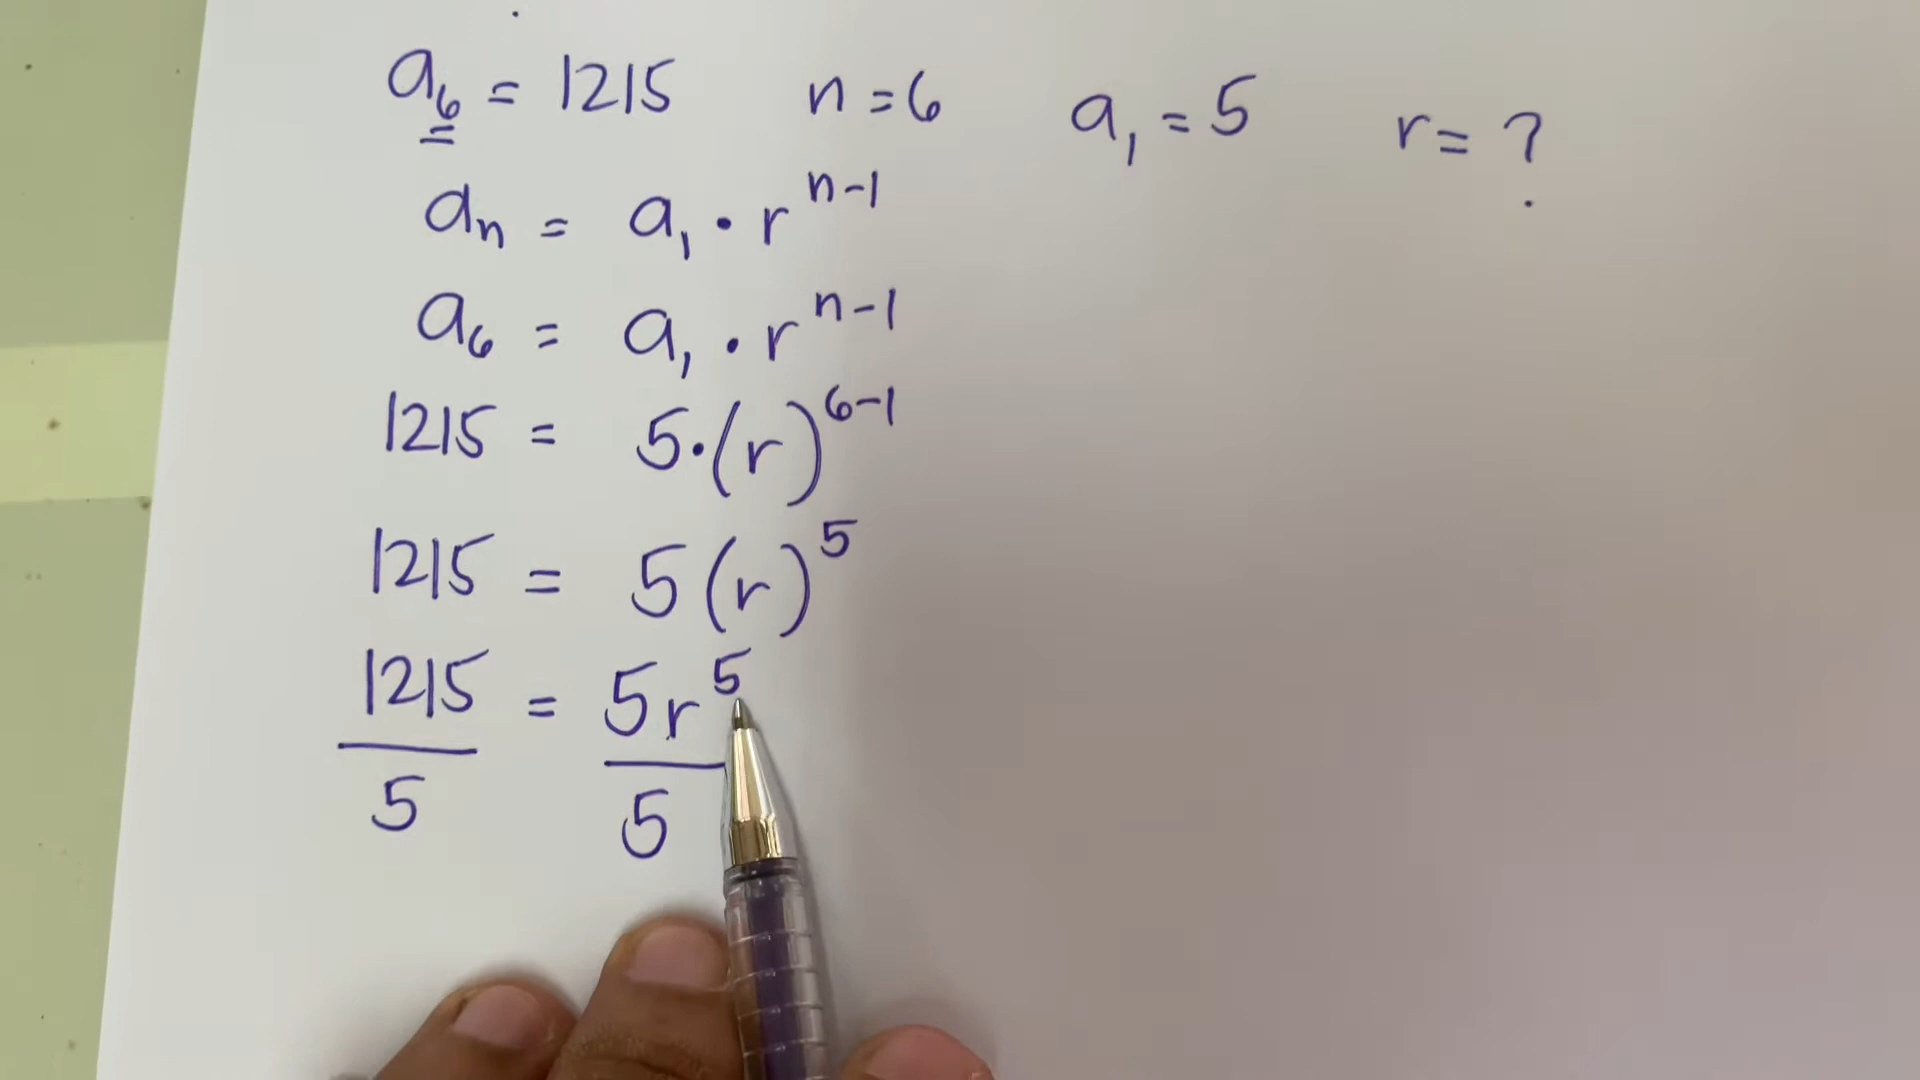 a₆ = 1215 n = 6 a₁ = 5 r = ?
aₙ = a₁ · r^(n-1)
a₆ = a₁ · r^(n-1)
1215 = 5·(r)^(6-1)
1215 = 5(r)^5
1215 = 5r^5
5 5